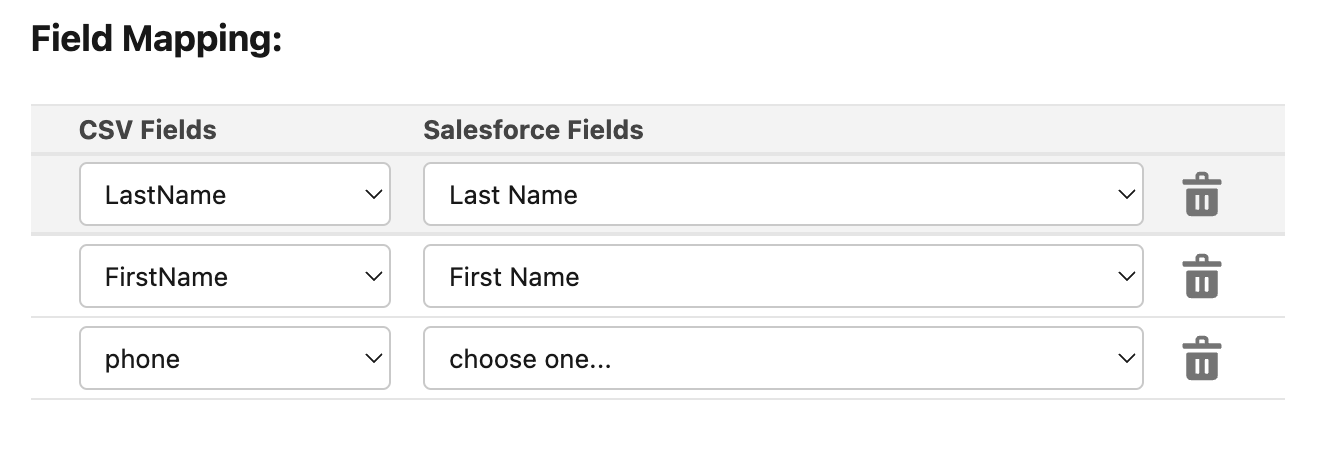 Field Mapping:
CSV Fields Salesforce Fields
LastName Last Name
FirstName First Name
phone choose one...